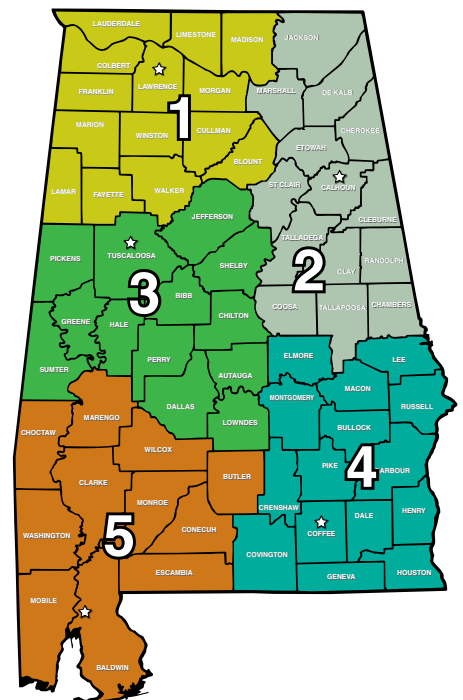 LAUDERDALE
LIMESTONE
MADISON
JACKSON
COLBERT
FRANKLIN
LAWRENCE
MORGAN
MARSHALL
DE KALB
MARION
1
CULLMAN
CHEROKEE
WINSTON
ETOWAH
BLOUNT
LAMAR
FAYETTE
WALKER
ST CLAIR
CALHOUN
JEFFERSON
CLEBURNE
TALLADEGA
PICKENS
TUSCALOOSA
SHELBY
2
CLAY
RANDOLPH
3
BIBB
COOSA
TALLAPOOSA
CHAMBERS
GREENE
HALE
CHILTON
PERRY
ELMORE
LEE
SUMTER
AUTAUGA
MACON
MONTGOMERY
DALLAS
RUSSELL
MARENGO
LOWNDES
BULLOCK
CHOCTAW
WILCOX
PIKE
4
ARBOUR
CLARKE
BUTLER
MONROE
CRENSHAW
HENRY
DALE
CONECUH
5
COFFEE
WASHINGTON
COVINGTON
ESCAMBIA
GENEVA
HOUSTON
MOBILE
BALDWIN